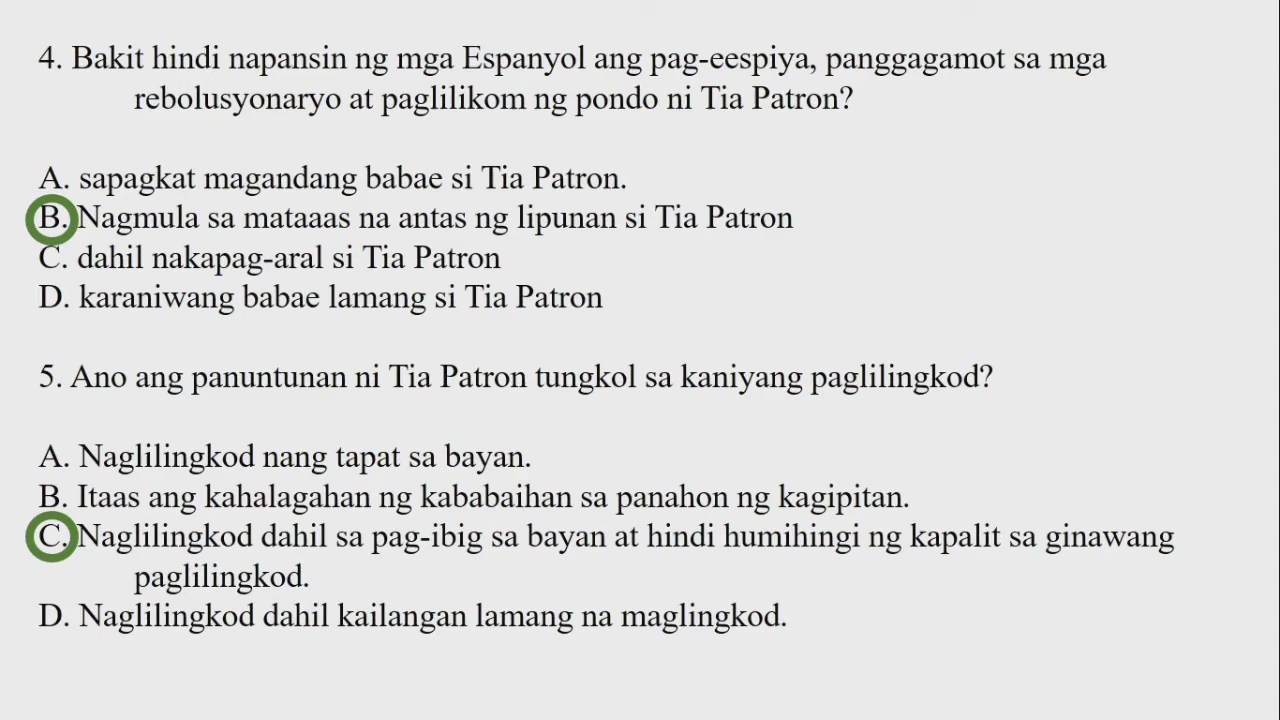 4. Bakit hindi napansin ng mga Espanyol ang pag-eespiya, panggagamot sa mga
rebolusyonaryo at paglilikom ng pondo ni Tia Patron?
A. sapagkat magandang babae si Tia Patron.
B. Nagmula sa mataaas na antas ng lipunan si Tia Patron
C. dahil nakapag-aral si Tia Patron
D. karaniwang babae lamang si Tia Patron
5. Ano ang panuntunan ni Tia Patron tungkol sa kaniyang paglilingkod?
A. Naglilingkod nang tapat sa bayan.
B. Itaas ang kahalagahan ng kababaihan sa panahon ng kagipitan.
C. Naglilingkod dahil sa pag-ibig sa bayan at hindi humihingi ng kapalit sa ginawang
paglilingkod.
D. Naglilingkod dahil kailangan lamang na maglingkod.